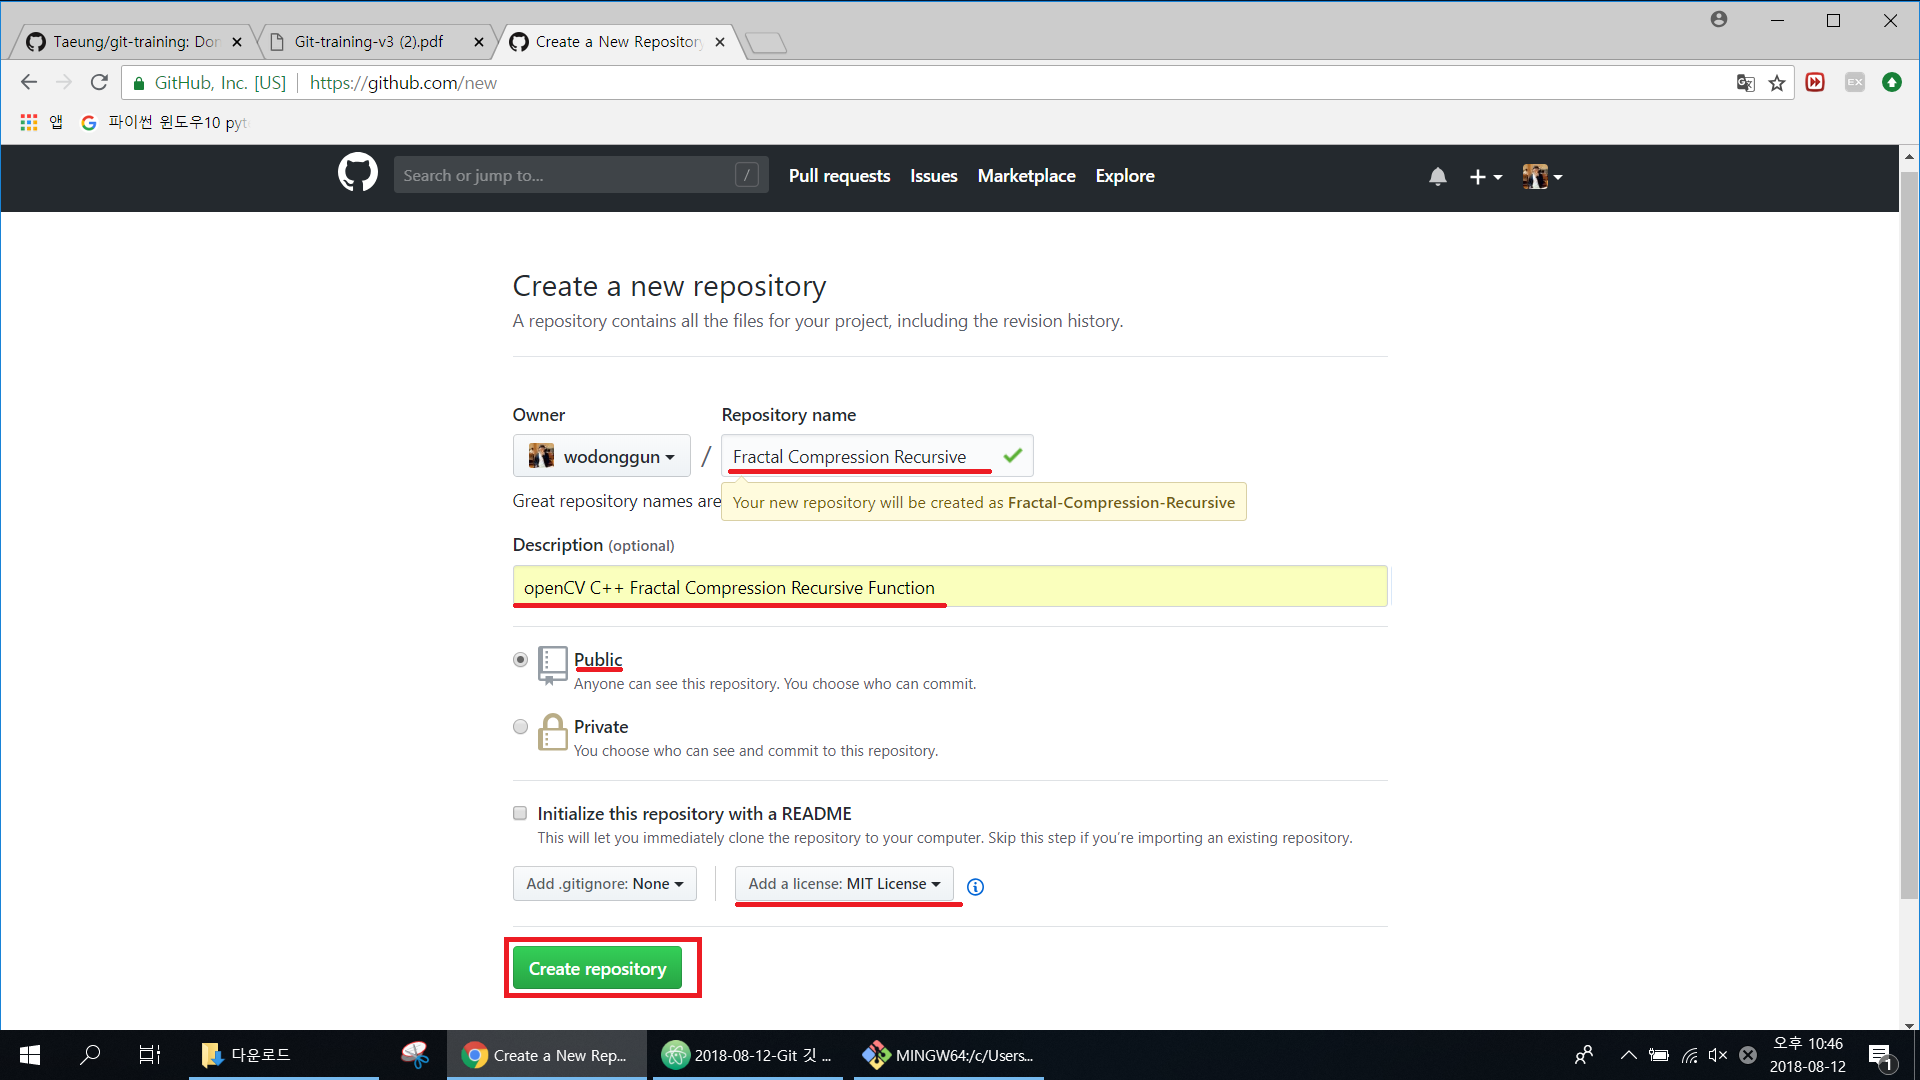 Taeung/git-training: Don
Git-training-v3 (2).pdf
Create a New Repository
GitHub, Inc. [US]
https://github.com/new
EX
앱
파이썬 윈도우10 pyt
Search or jump to...
/
Pull requests
Issues
Marketplace
Explore
Create a new repository
A repository contains all the files for your project, including the revision history.
Owner
Repository name
wodonggun
/
Fractal Compression Recursive
Great repository names are
Your new repository will be created as Fractal-Compression-Recursive
Description (optional)
openCV C++ Fractal Compression Recursive Function
Public
Anyone can see this repository. You choose who can commit.
Private
You choose who can see and commit to this repository.
Initialize this repository with a README
This will let you immediately clone the repository to your computer. Skip this step if you’re importing an existing repository.
Add .gitignore: None
Add a license: MIT License
Create repository
다운로드
Create a New Rep...
2018-08-12-Git 깃 ...
MINGW64:/c/Users...
오후 10:46
2018-08-12
1